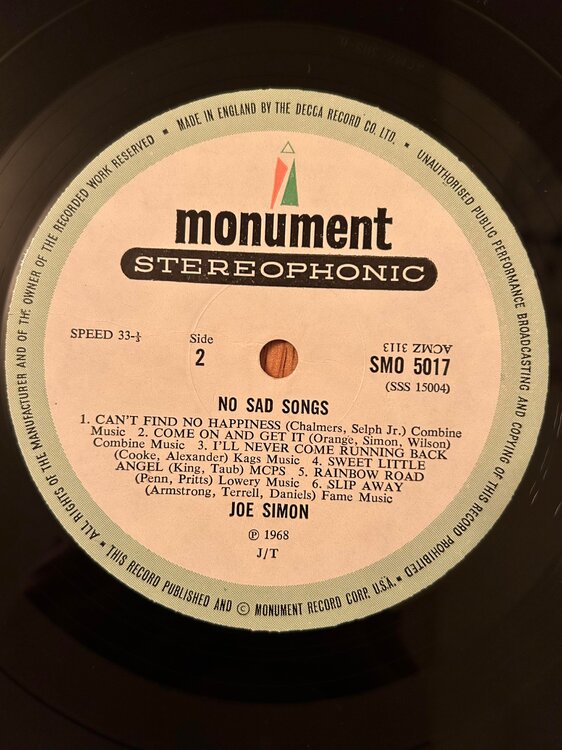 ALL RIGHTS OF THE MANUFACTURER AND OF THE OWNER OF THE RECORDED WORK RESERVED ▪ MADE IN ENGLAND BY THE DECCA RECORD CO. LTD. ▪ UNAUTHORISED PUBLIC PERFORMANCE BROADCASTING AND COPYING OF THIS RECORD PROHIBITED ▪
THIS RECORD PUBLISHED AND © MONUMENT RECORD CORP. U.S.A. ▪
monument
STEREOPHONIC
SPEED 33-⅓
Side
2
ACMZ 3113
SMO 5017
(SSS 15004)
NO SAD SONGS
1. CAN'T FIND NO HAPPINESS (Chalmers, Selph Jr.) Combine
Music 2. COME ON AND GET IT (Orange, Simon, Wilson)
Combine Music 3. I'LL NEVER COME RUNNING BACK
(Cooke, Alexander) Kags Music 4. SWEET LITTLE
ANGEL (King, Taub) MCPS 5. RAINBOW ROAD
(Penn, Pritts) Lowery Music 6. SLIP AWAY
(Armstrong, Terrell, Daniels) Fame Music
JOE SIMON
℗ 1968
J/T